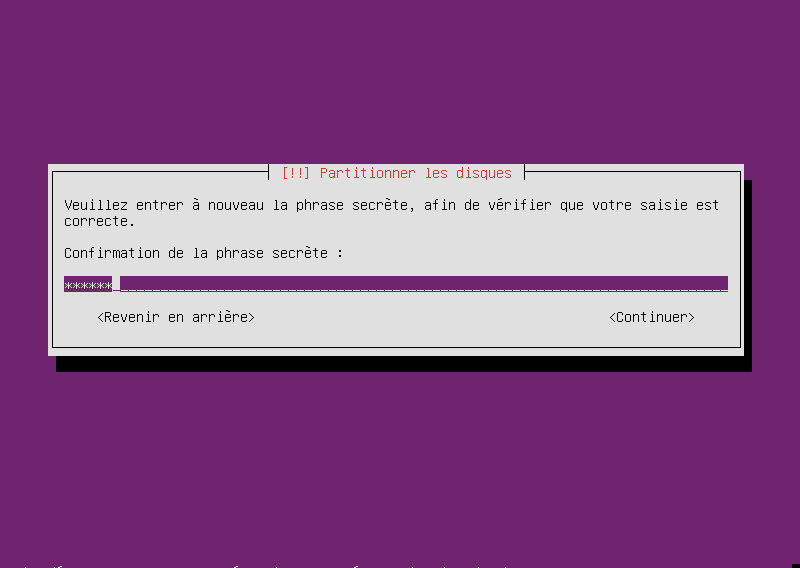 [!!] Partitionner les disques
Veuillez entrer à nouveau la phrase secrète, afin de vérifier que votre saisie est
correcte.
Confirmation de la phrase secrète :
******
<Revenir en arrière> <Continuer>